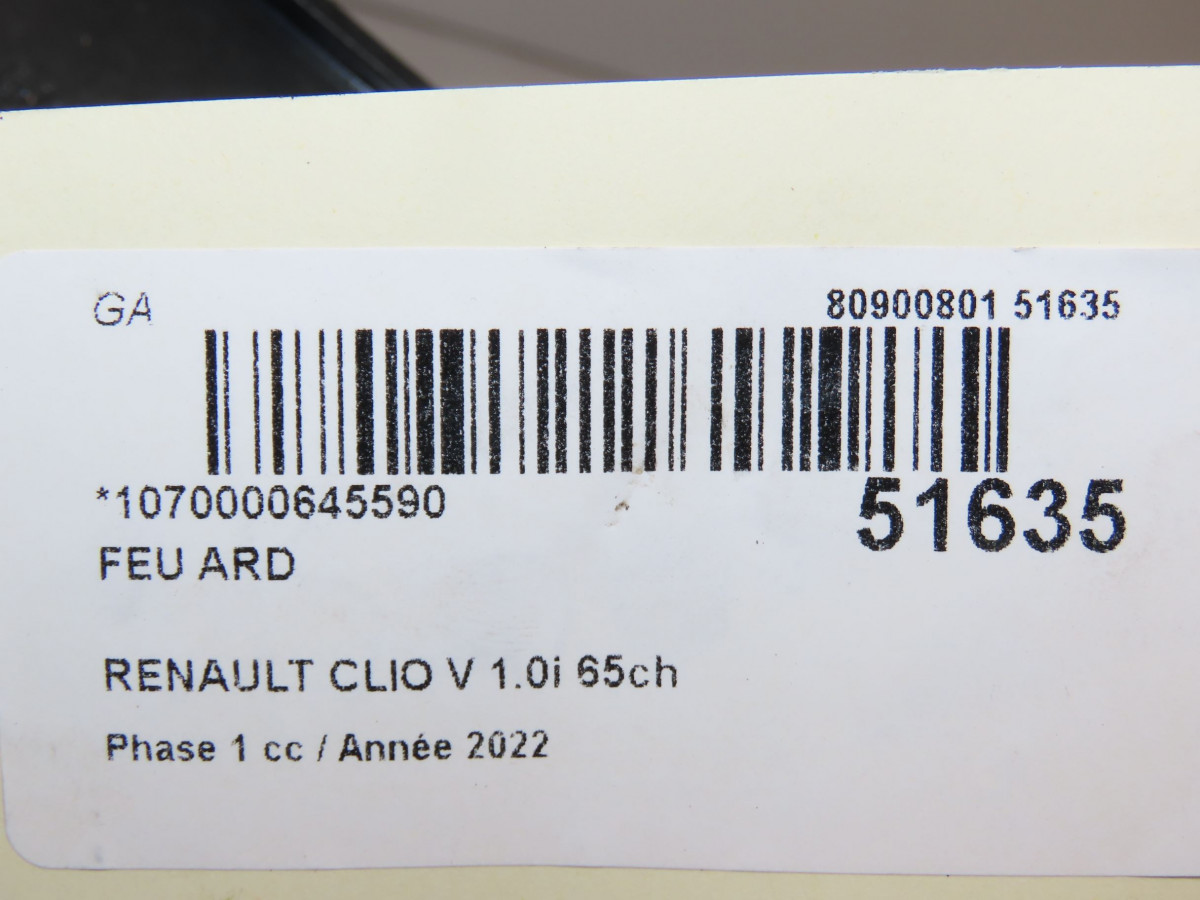 GA
80900801 51635
*1070000645590
51635
FEU ARD
RENAULT CLIO V 1.0i 65ch
Phase 1 cc / Année 2022